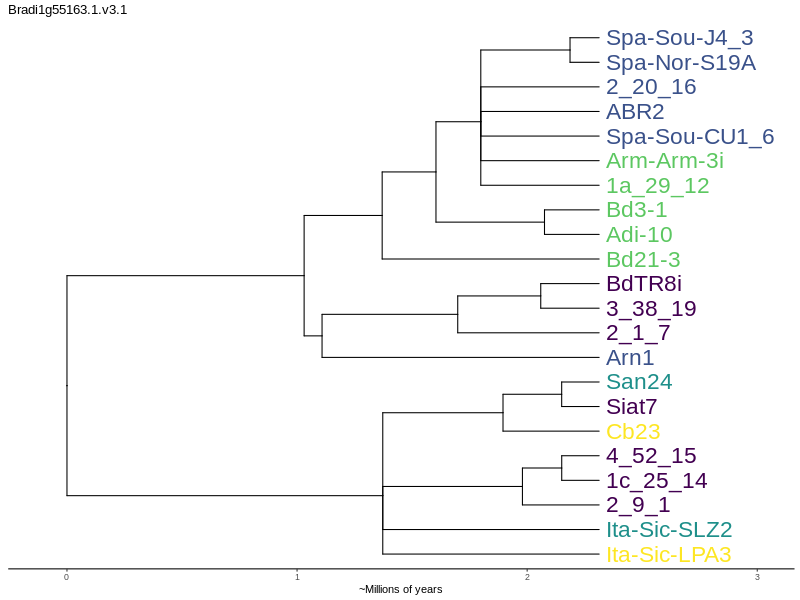 Bradi1g55163.1.v3.1
Spa-Sou-J4_3
Spa-Nor-S19A
2_20_16
ABR2
Spa-Sou-CU1_6
Arm-Arm-3i
1a_29_12
Bd3-1
Adi-10
Bd21-3
BdTR8i
3_38_19
2_1_7
Arn1
San24
Siat7
Cb23
4_52_15
1c_25_14
2_9_1
Ita-Sic-SLZ2
Ita-Sic-LPA3
0 1 2 3
~Millions of years